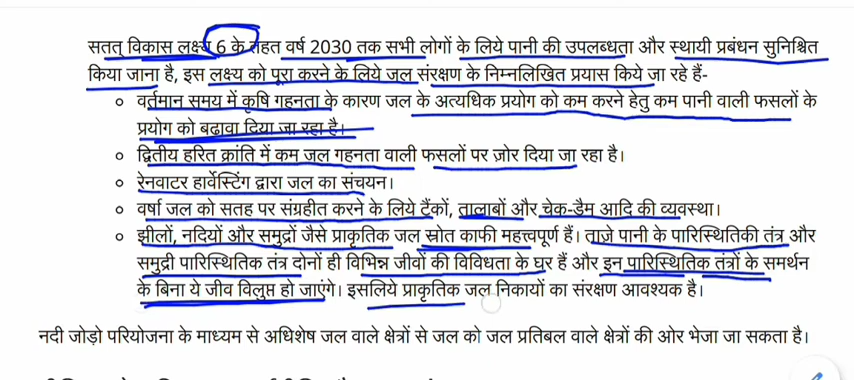 सतत् विकास लक्ष्य 6 के तहत वर्ष 2030 तक सभी लोगों के लिये पानी की उपलब्धता और स्थायी प्रबंधन सुनिश्चित
किया जाना है, इस लक्ष्य को पूरा करने के लिये जल संरक्षण के निम्नलिखित प्रयास किये जा रहे हैं-
वर्तमान समय में कृषि गहनता के कारण जल के अत्यधिक प्रयोग को कम करने हेतु कम पानी वाली फसलों के
प्रयोग को बढ़ावा दिया जा रहा है।
द्वितीय हरित क्रांति में कम जल गहनता वाली फसलों पर ज़ोर दिया जा रहा है।
रेनवाटर हार्वेस्टिंग द्वारा जल का संचयन।
वर्षा जल को सतह पर संग्रहीत करने के लिये टैंकों, तालाबों और चेक-डैम आदि की व्यवस्था।
झीलों, नदियों और समुद्रों जैसे प्राकृतिक जल स्रोत काफी महत्त्वपूर्ण हैं। ताज़े पानी के पारिस्थितिकी तंत्र और
समुद्री पारिस्थितिक तंत्र दोनों ही विभिन्न जीवों की विविधता के घर हैं और इन पारिस्थितिक तंत्रों के समर्थन
के बिना ये जीव विलुप्त हो जाएंगे। इसलिये प्राकृतिक जल निकायों का संरक्षण आवश्यक है।
नदी जोड़ो परियोजना के माध्यम से अधिशेष जल वाले क्षेत्रों से जल को जल प्रतिबल वाले क्षेत्रों की ओर भेजा जा सकता है।